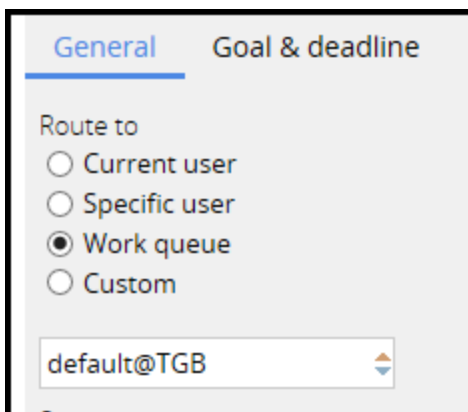 General Goal & deadline
Route to
Current user
Specific user
Work queue
Custom
default@TGB